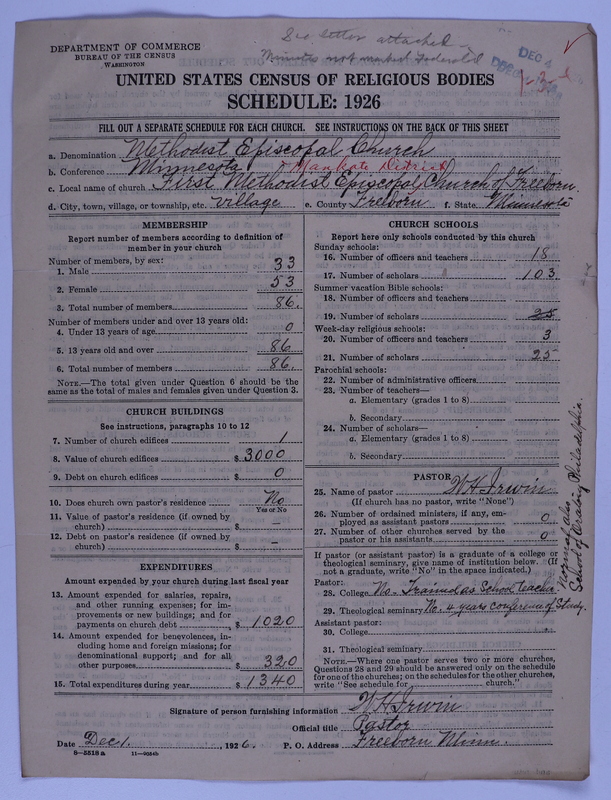 See letter attached
DEPARTMENT OF COMMERCE
BUREAU OF THE CENSUS
WASHINGTON
DEC 4
UNITED STATES CENSUS OF RELIGIOUS BODIES
SCHEDULE: 1926
FILL OUT A SEPARATE SCHEDULE FOR EACH CHURCH. SEE INSTRUCTIONS ON THE BACK OF THIS SHEET
a. Denomination Methodist Episcopal Church
b. Conference Minnesota Mankato District
c. Local name of church First Methodist Episcopal Church of Freeborn.
d. City, town, village, or township, etc. Village e. County Freeborn f. State Minnesota
MEMBERSHIP
Report number of members according to definition of
member in your church
Number of members, by sex:
1. Male 33
2. Female 53
3. Total number of members 86.
Number of members under and over 13 years old:
4. Under 13 years of age 0
5. 13 years old and over 86
6. Total number of members 86.
NOTE.—The total given under Question 6 should be the
same as the total of males and females given under Question 3.
CHURCH BUILDINGS
See instructions, paragraphs 10 to 12
7. Number of church edifices 1
8. Value of church edifices $ 3000
9. Debt on church edifices $ 0
10. Does church own pastor's residence No
Yes or No
11. Value of pastor's residence (if owned by
church) $ –
12. Debt on pastor's residence (if owned by
church) $ –
EXPENDITURES
Amount expended by your church during last fiscal year
13. Amount expended for salaries, repairs,
and other running expenses; for im-
provements or new buildings; and for
payments on church debt $ 1020
14. Amount expended for benevolences, in-
cluding home and foreign missions; for
denominational support; and for all
other purposes $ 320
15. Total expenditures during year $ 1340
CHURCH SCHOOLS
Report here only schools conducted by this church
Sunday schools:
16. Number of officers and teachers 18
17. Number of scholars 103
Summer vacation Bible schools:
18. Number of officers and teachers
19. Number of scholars 25
Week-day religious schools:
20. Number of officers and teachers 3
21. Number of scholars 25
Parochial schools:
22. Number of administrative officers
23. Number of teachers—
a. Elementary (grades 1 to 8)
b. Secondary
24. Number of scholars—
a. Elementary (grades 1 to 8)
b. Secondary
PASTOR
25. Name of pastor W H Irwin
(If church has no pastor, write "None")
26. Number of ordained ministers, if any, em-
ployed as assistant pastors 0
27. Number of other churches served by the
pastor or his assistants 0
If pastor (or assistant pastor) is a graduate of a college or
theological seminary, give name of institution below. (If
not a graduate, write "No" in the space indicated.)
Pastor:
28. College No. Trained as School teacher.
29. Theological seminary No. 4 years conference of Study.
Assistant pastor:
30. College
31. Theological seminary
NOTE.—Where one pastor serves two or more churches,
Questions 28 and 29 should be answered only on the schedule
for one of the churches; on the schedules for the other churches,
write "See schedule for church."
Normal also
School of Oratory Philadelphia.
Signature of person furnishing information W H Irwin
Official title Pastor
Date Dec 1. , 1926. P. O. Address Freeborn Minn.
8—5518 a 11—9054b